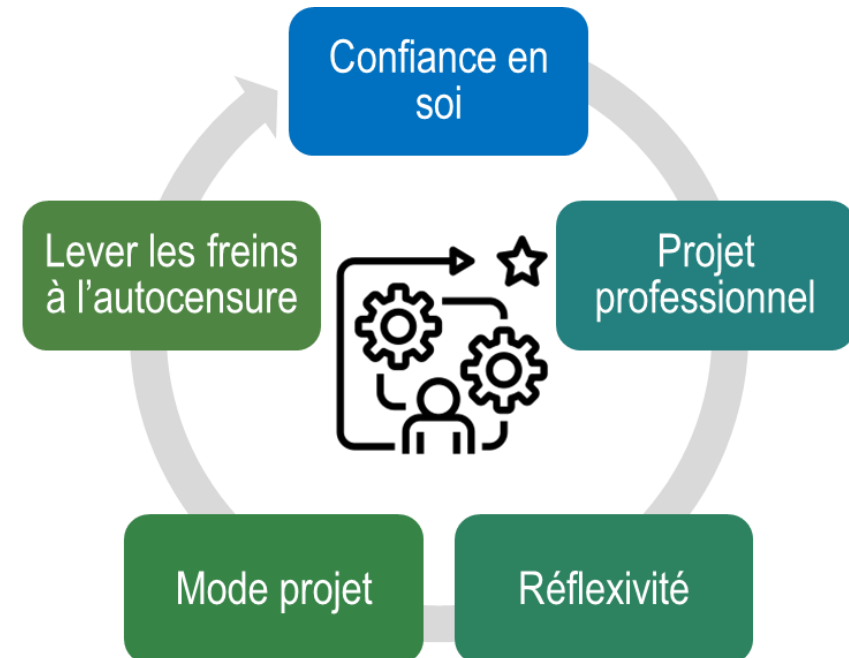 Confiance en
soi
Projet
professionnel
Réflexivité
Mode projet
Lever les freins
à l’autocensure